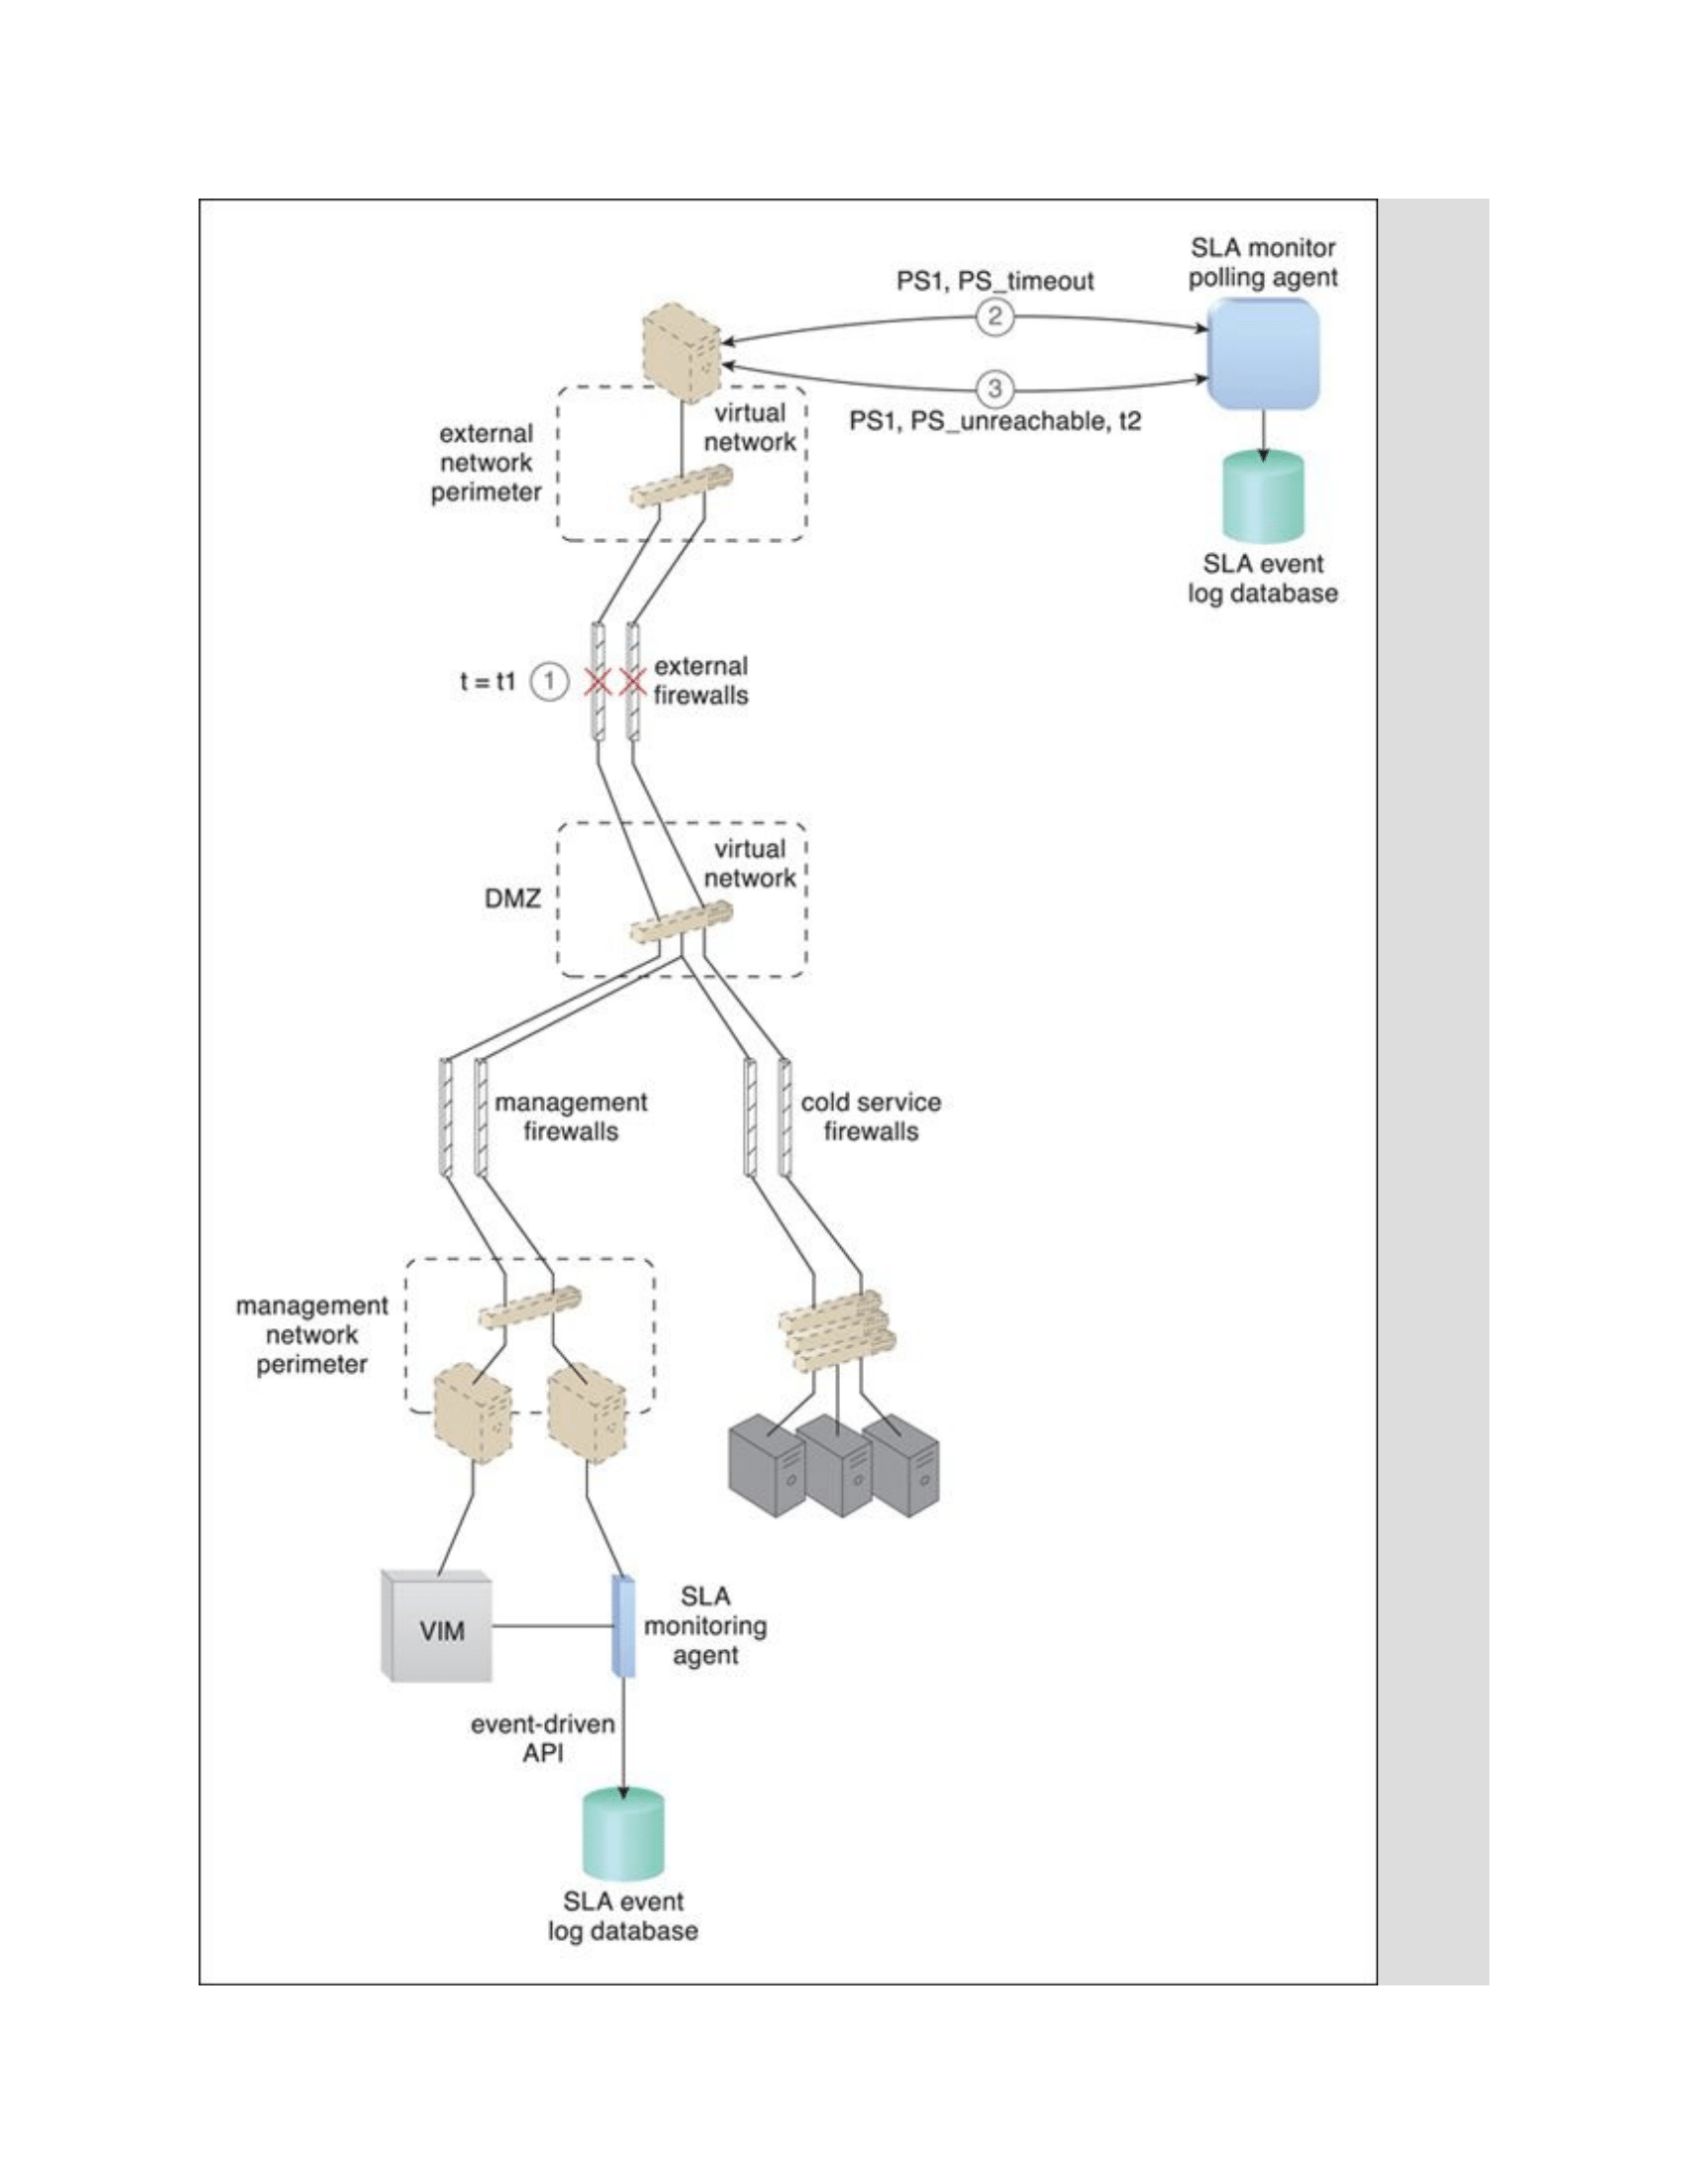 SLA monitor
polling agent
PS1, PS_timeout
2
3
PS1, PS_unreachable, t2
virtual
network
external
network
perimeter
SLA event
log database
t = t1
1
external
firewalls
virtual
network
DMZ
management
firewalls
cold service
firewalls
management
network
perimeter
VIM
SLA
monitoring
agent
event-driven
API
SLA event
log database